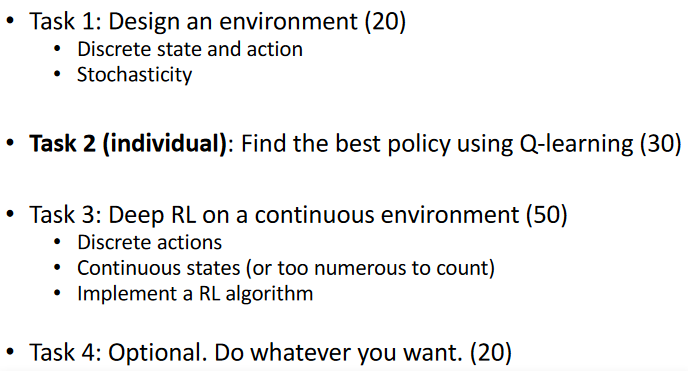 • Task 1: Design an environment (20)
• Discrete state and action
• Stochasticity
• Task 2 (individual): Find the best policy using Q-learning (30)
• Task 3: Deep RL on a continuous environment (50)
• Discrete actions
• Continuous states (or too numerous to count)
• Implement a RL algorithm
• Task 4: Optional. Do whatever you want. (20)